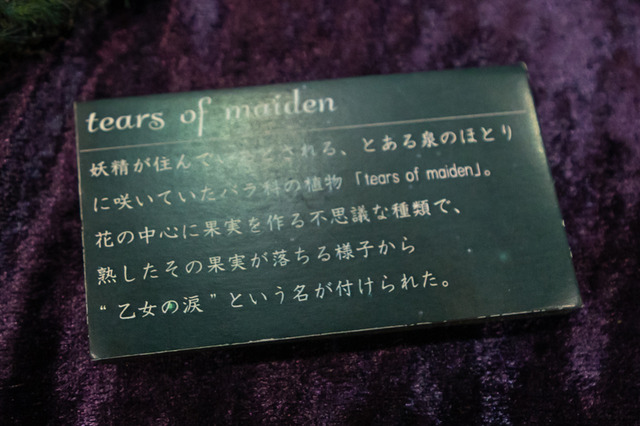 tears of maiden
妖精が住んでいたとされる、とある泉のほとり
に咲いていたバラ科の植物「tears of maiden」。
花の中心に果実を作る不思議な種類で、
熟したその果実が落ちる様子から
“乙女の涙”という名が付けられた。